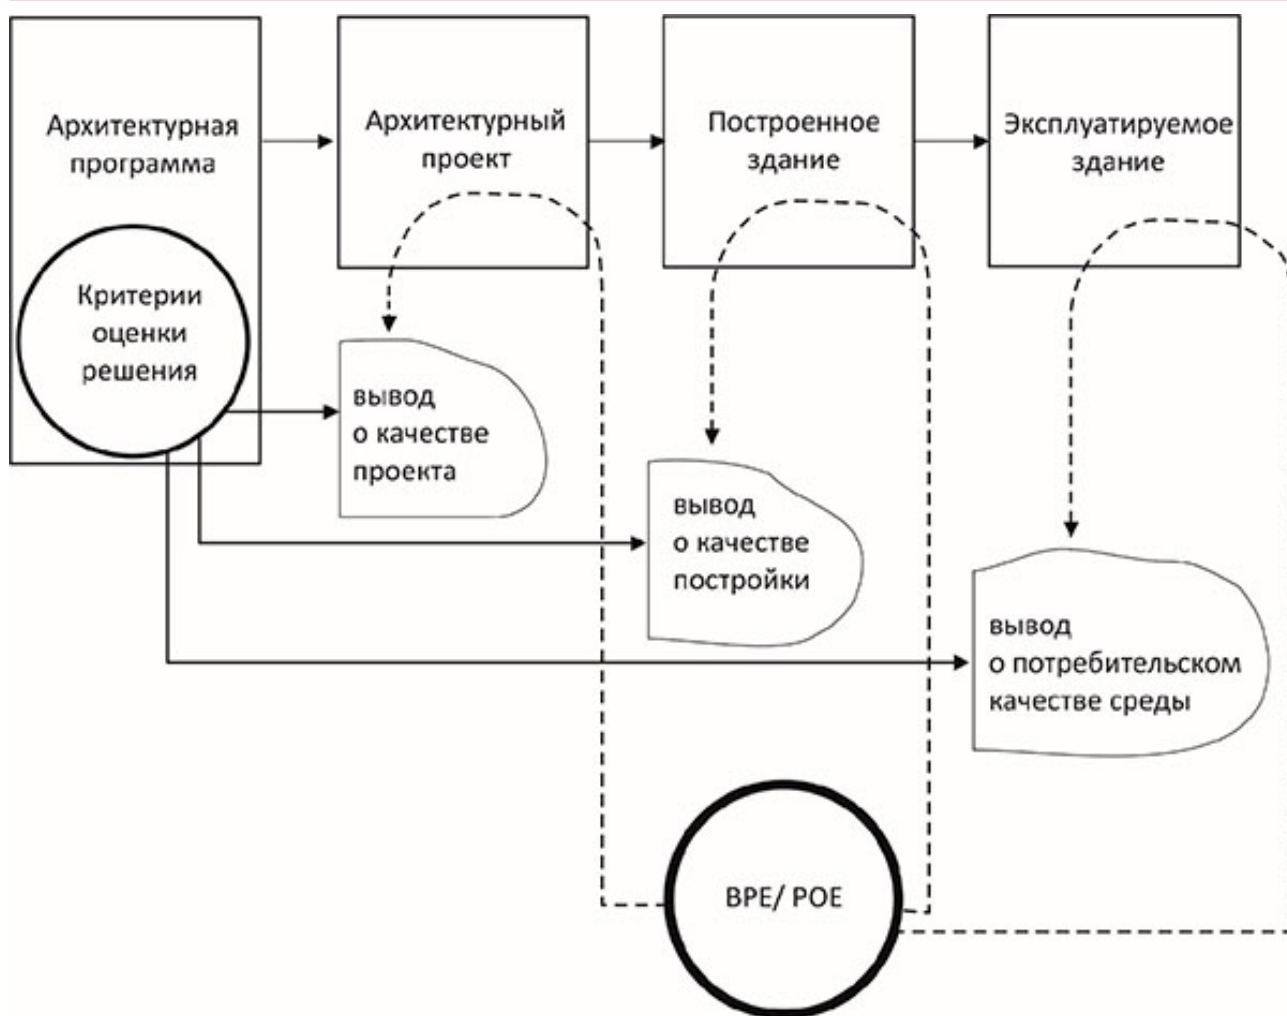 Архитектурная
программа
Архитектурный
проект
Построенное
здание
Эксплуатируемое
здание
Критерии
оценки
решения
вывод
о качестве
проекта
вывод
о качестве
постройки
вывод
о потребительском
качестве среды
BPE/ POE